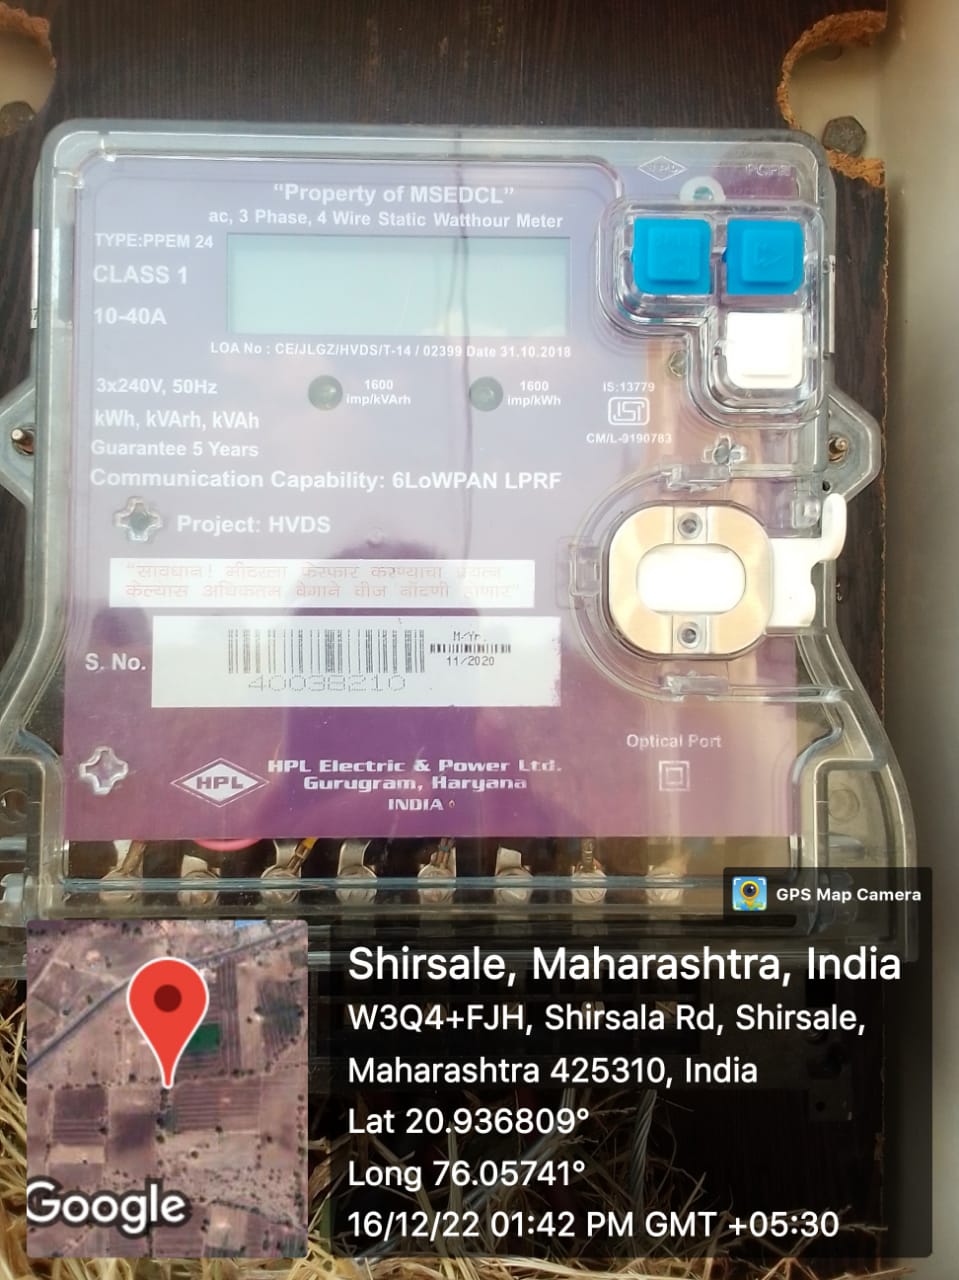 "Property of MSEDCL"
ac, 3 Phase, 4 Wire Static Watthour Meter
TYPE:PPEM 24
CLASS 1
10-40A
LOA No : CE/JLGZ/HVDS/T-14 / 02399 Date 31.10.2018
3x240V, 50Hz
1600
imp/kVArh
1600
imp/kWh
IS:13779
ISI
CM/L-9190783
kWh, kVArh, kVAh
Guarantee 5 Years
Communication Capability: 6LoWPAN LPRF
Project: HVDS
"सावधान! मीटरला फेरफार करण्याचा प्रयत्न
केल्यास अधिकतम वेगाने वीज नोंदणी होणार"
S. No.
M/Yr.
11/2020
40038210
Optical Port
HPL
HPL Electric & Power Ltd.
Gurugram, Haryana
INDIA
GPS Map Camera
Shirsale, Maharashtra, India
W3Q4+FJH, Shirsala Rd, Shirsale,
Maharashtra 425310, India
Lat 20.936809°
Long 76.05741°
16/12/22 01:42 PM GMT +05:30
Google